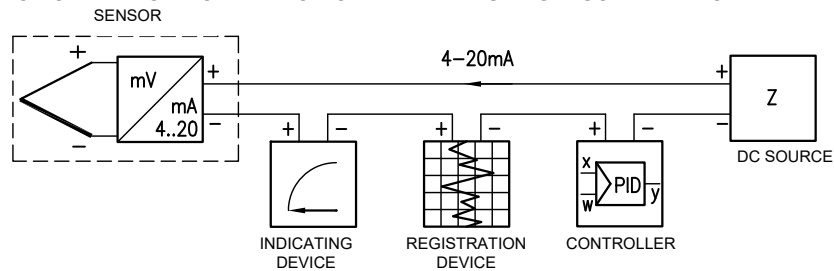 SENSOR
+
mV
mA
4..20
+
−
−
4−20mA
+
−
Z
DC SOURCE
+ −
+ −
+ −
x
w
PID
y
INDICATING
DEVICE
REGISTRATION
DEVICE
CONTROLLER